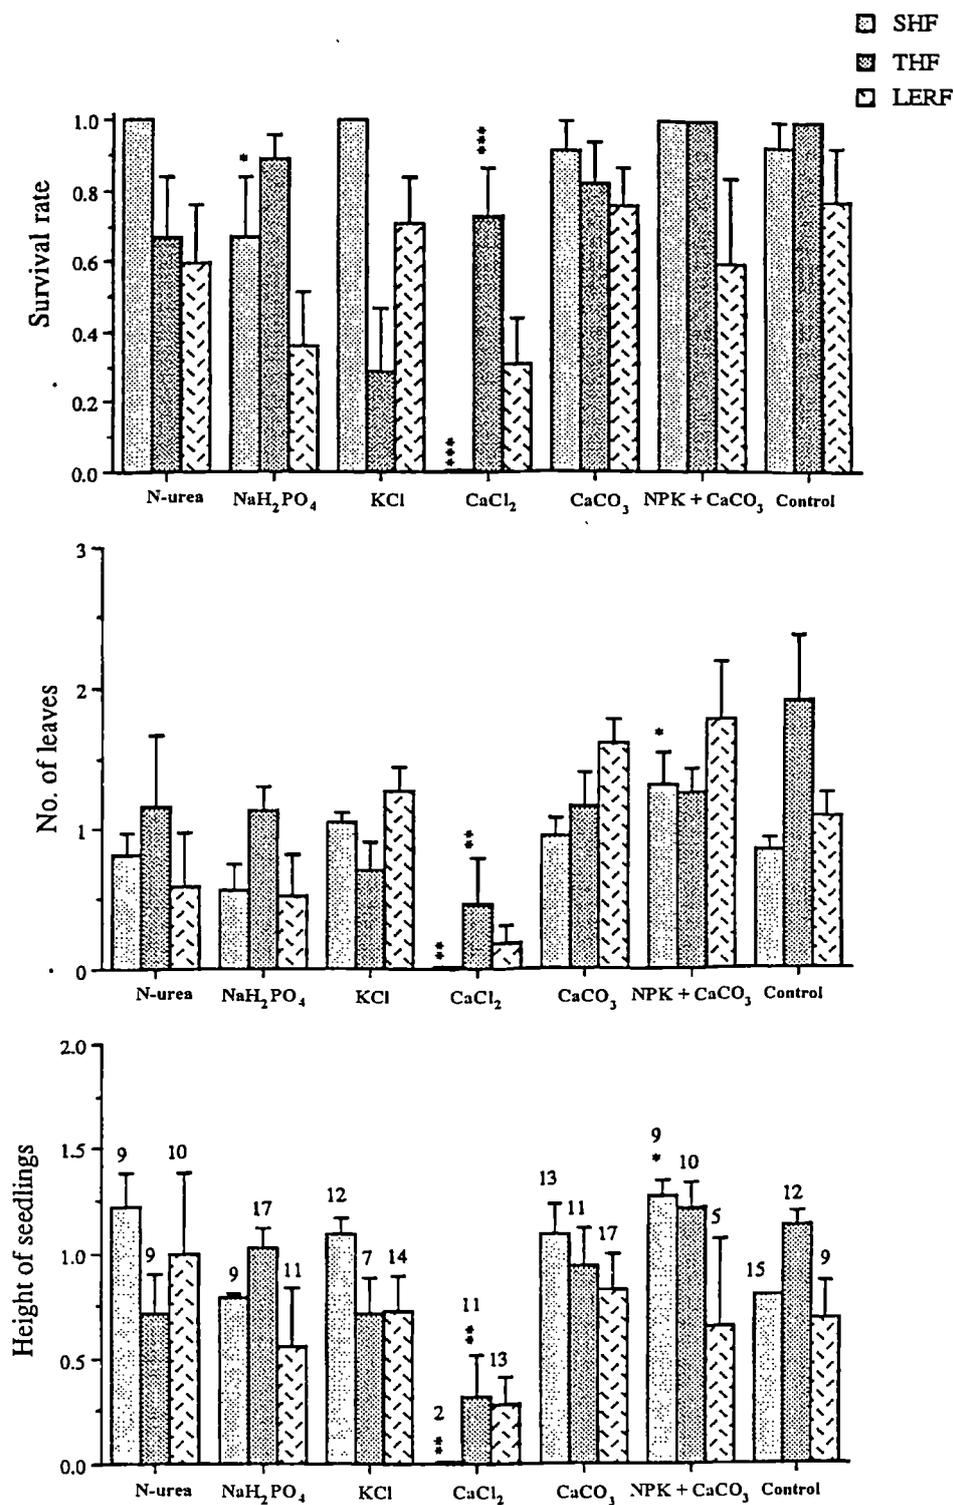 SHF
THF
LERF
Survival rate
1.0
0.8
0.6
0.4
0.2
0.0
*
***
***
N-urea NaH₂PO₄ KCl CaCl₂ CaCO₃ NPK + CaCO₃ Control
No. of leaves
3
2
1
0
**
**
*
N-urea NaH₂PO₄ KCl CaCl₂ CaCO₃ NPK + CaCO₃ Control
Height of seedlings
2.0
1.5
1.0
0.5
0.0
9 9 10
9 17 11
12 7 14
2 ** 11 ** 13
13 11 17
9 * 10 5
15 12 9
N-urea NaH₂PO₄ KCl CaCl₂ CaCO₃ NPK + CaCO₃ Control